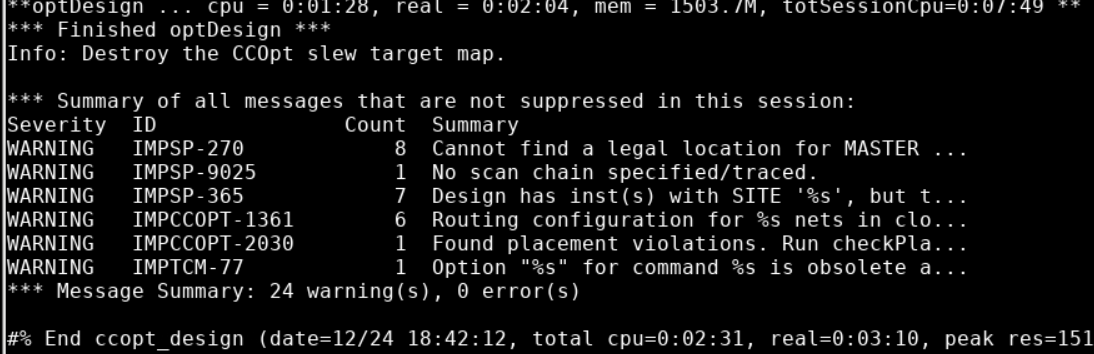 **optDesign ... cpu = 0:01:28, real = 0:02:04, mem = 1503.7M, totSessionCpu=0:07:49 **
*** Finished optDesign ***
Info: Destroy the CCOpt slew target map.
*** Summary of all messages that are not suppressed in this session:
Severity  ID               Count  Summary
WARNING   IMPSP-270            8  Cannot find a legal location for MASTER ...
WARNING   IMPSP-9025           1  No scan chain specified/traced.
WARNING   IMPSP-365            7  Design has inst(s) with SITE '%s', but t...
WARNING   IMPCCOPT-1361        6  Routing configuration for %s nets in clo...
WARNING   IMPCCOPT-2030        1  Found placement violations. Run checkPla...
WARNING   IMPTCM-77            1  Option "%s" for command %s is obsolete a...
*** Message Summary: 24 warning(s), 0 error(s)
#% End ccopt_design (date=12/24 18:42:12, total cpu=0:02:31, real=0:03:10, peak res=151